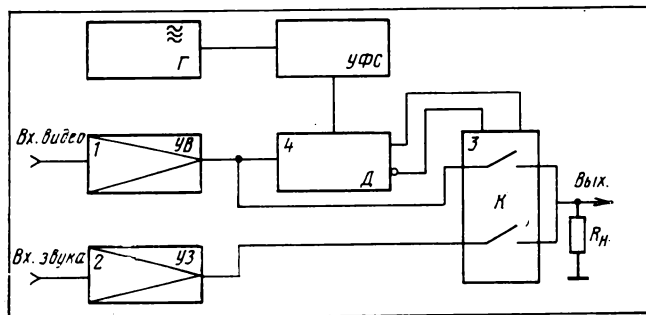 Г
УФС
Вх. видео
1
УВ
4
Д
3
К
Вых.
Rн.
Вх. звука
2
УЗ